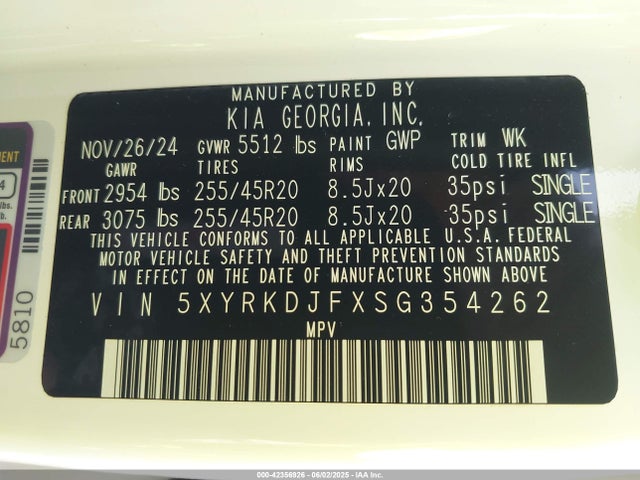 MANUFACTURED BY
KIA GEORGIA, INC.
NOV/26/24 GVWR 5512 lbs PAINT GWP TRIM WK
GAWR TIRES RIMS COLD TIRE INFL
FRONT 2954 lbs 255/45R20 8.5Jx20 35psi SINGLE
REAR 3075 lbs 255/45R20 8.5Jx20 35psi SINGLE
THIS VEHICLE CONFORMS TO ALL APPLICABLE U.S.A. FEDERAL
MOTOR VEHICLE SAFETY AND THEFT PREVENTION STANDARDS
IN EFFECT ON THE DATE OF MANUFACTURE SHOWN ABOVE
VIN 5XYRKDJFXSG354262
MPV
4
lbs.
5810
000-42356826 - 06/02/2025 - IAA Inc.